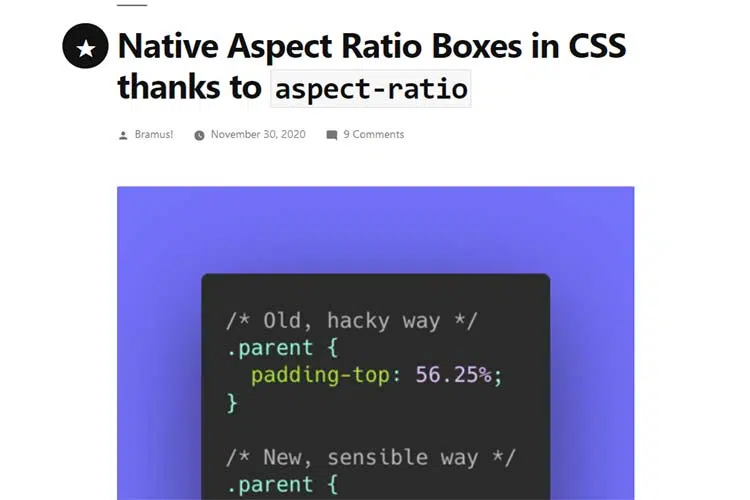 Native Aspect Ratio Boxes in CSS
thanks to aspect-ratio
Bramus! November 30, 2020 9 Comments
/* Old, hacky way */
.parent {
  padding-top: 56.25%;
}
/* New, sensible way */
.parent {